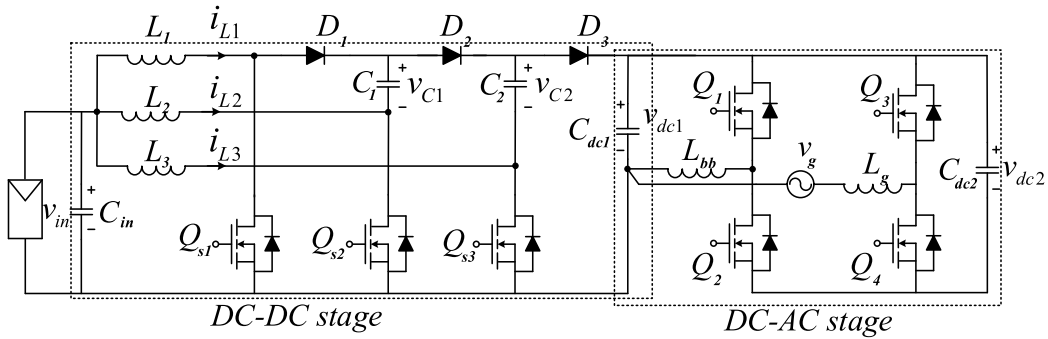 L1 iL1 D1 D2 D3
C1 vC1 C2 vC2 Q1 Q3
L2 iL2
Cdc1 vdc1 Lbb vg Lg Cdc2 vdc2
L3 iL3
vin Cin Qs1 Qs2 Qs3 Q2 Q4
DC-DC stage
DC-AC stage